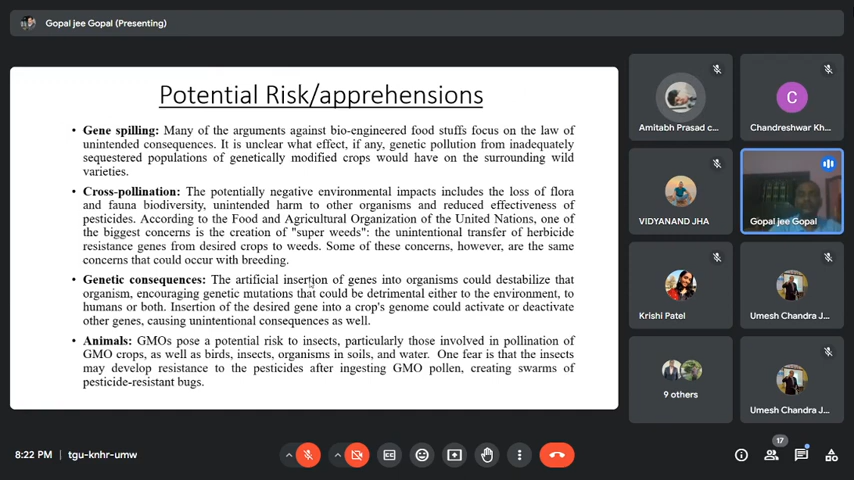 Gopal jee Gopal (Presenting)
Potential Risk/apprehensions
• Gene spilling: Many of the arguments against bio-engineered food stuffs focus on the law of
unintended consequences. It is unclear what effect, if any, genetic pollution from inadequately
sequestered populations of genetically modified crops would have on the surrounding wild
varieties.
• Cross-pollination: The potentially negative environmental impacts includes the loss of flora
and fauna biodiversity, unintended harm to other organisms and reduced effectiveness of
pesticides. According to the Food and Agricultural Organization of the United Nations, one of
the biggest concerns is the creation of "super weeds": the unintentional transfer of herbicide
resistance genes from desired crops to weeds. Some of these concerns, however, are the same
concerns that could occur with breeding.
• Genetic consequences: The artificial insertion of genes into organisms could destabilize that
organism, encouraging genetic mutations that could be detrimental either to the environment, to
humans or both. Insertion of the desired gene into a crop's genome could activate or deactivate
other genes, causing unintentional consequences as well.
• Animals: GMOs pose a potential risk to insects, particularly those involved in pollination of
GMO crops, as well as birds, insects, organisms in soils, and water. One fear is that the insects
may develop resistance to the pesticides after ingesting GMO pollen, creating swarms of
pesticide-resistant bugs.
Amitabh Prasad c...
C
Chandreshwar Kh...
VIDYANAND JHA
Gopal jee Gopal
Krishi Patel
Umesh Chandra J...
9 others
Umesh Chandra J...
8:22 PM | tgu-knhr-umw
17